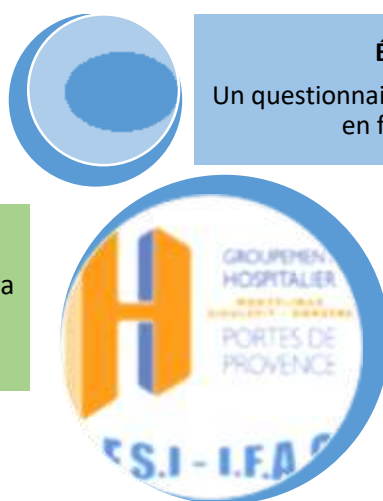 É
Un questionnai
en f
a
GROUPEMEN
HOSPITALIER
PORTES DE
PROVENCE
S.I - I.F.A